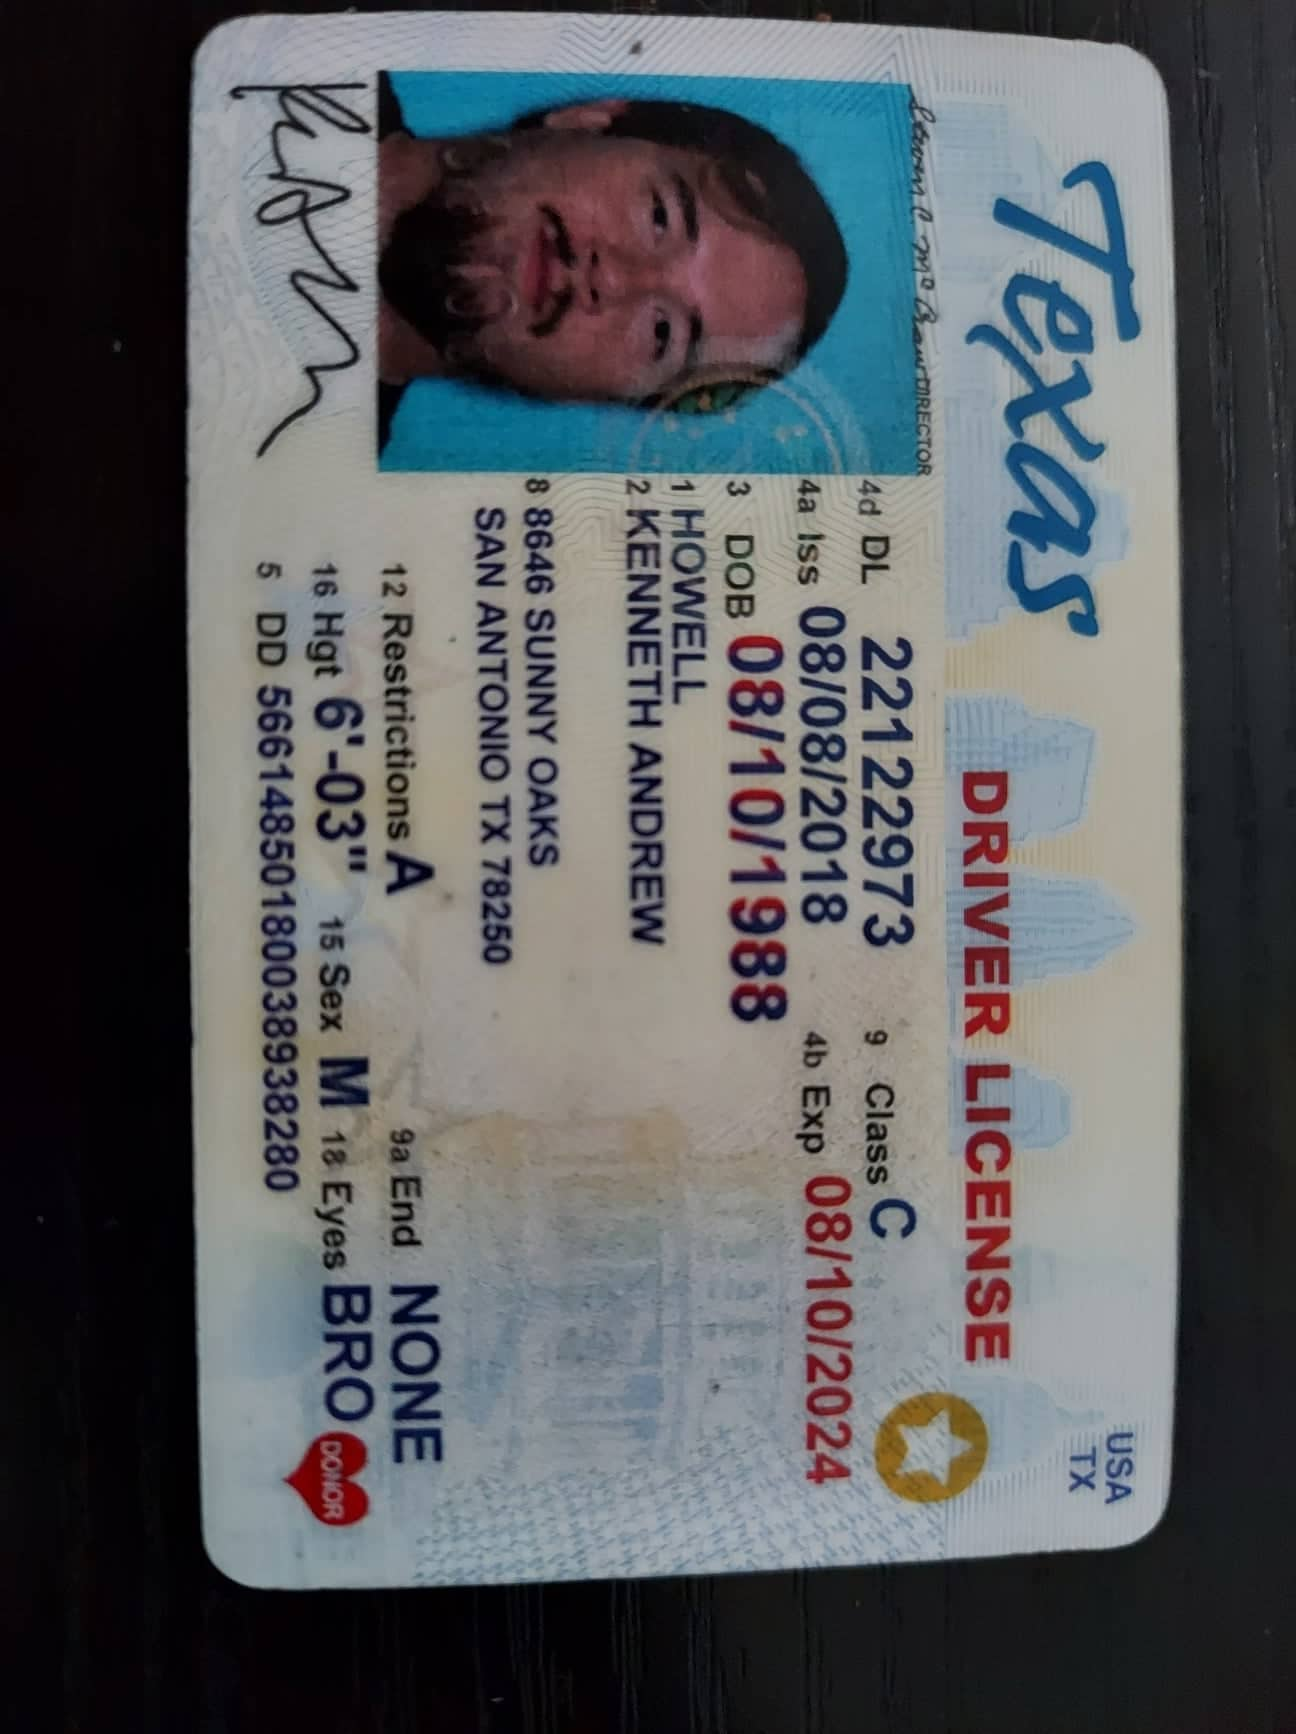 Texas
USA
TX
DRIVER LICENSE
DIRECTOR
4d DL 22122973 9 Class C
4a Iss 08/08/2018 4b Exp 08/10/2024
3 DOB 08/10/1988
1 HOWELL
2 KENNETH ANDREW
8 8646 SUNNY OAKS
SAN ANTONIO TX 78250
12 Restrictions A 9a End NONE
16 Hgt 6'-03" 15 Sex M 18 Eyes BRO
5 DD 56614850180038938280
DONOR